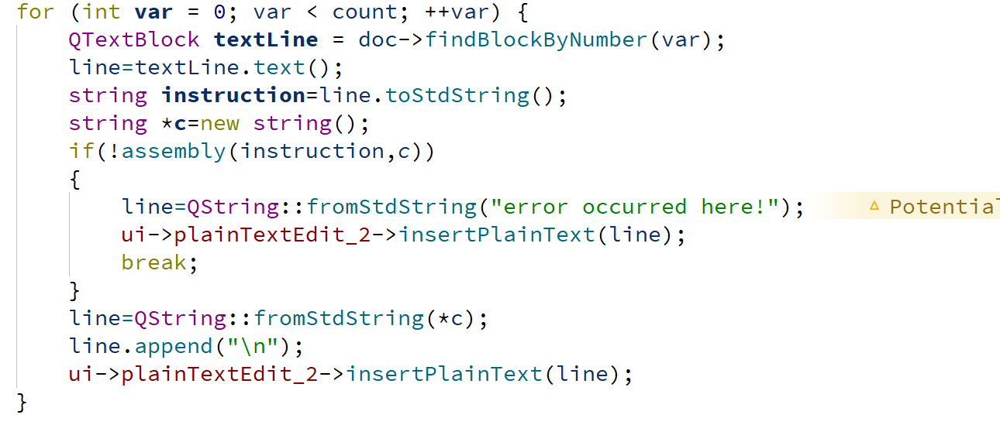 for (int var = 0; var < count; ++var) {
    QTextBlock textLine = doc->findBlockByNumber(var);
    line=textLine.text();
    string instruction=line.toStdString();
    string *c=new string();
    if(!assembly(instruction,c))
    {
        line=QString::fromStdString("error occurred here!"); Potential
        ui->plainTextEdit_2->insertPlainText(line);
        break;
    }
    line=QString::fromStdString(*c);
    line.append("\n");
    ui->plainTextEdit_2->insertPlainText(line);
}